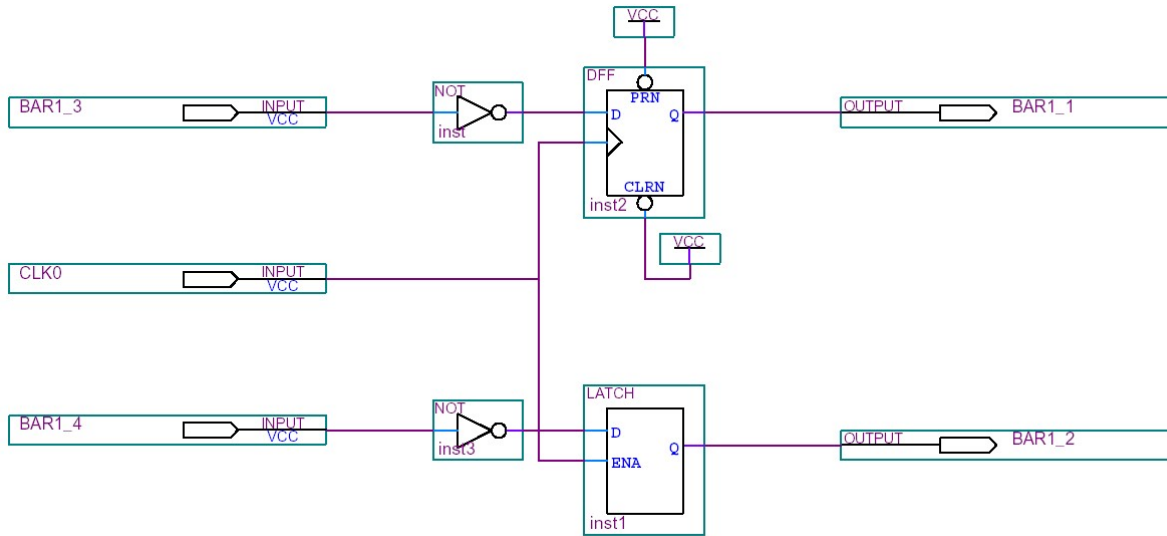 VCC
BAR1_3 INPUT VCC
NOT
inst
DFF
PRN
D Q
CLRN
inst2
OUTPUT BAR1_1
VCC
CLK0 INPUT VCC
BAR1_4 INPUT VCC
NOT
inst3
LATCH
D Q
ENA
inst1
OUTPUT BAR1_2